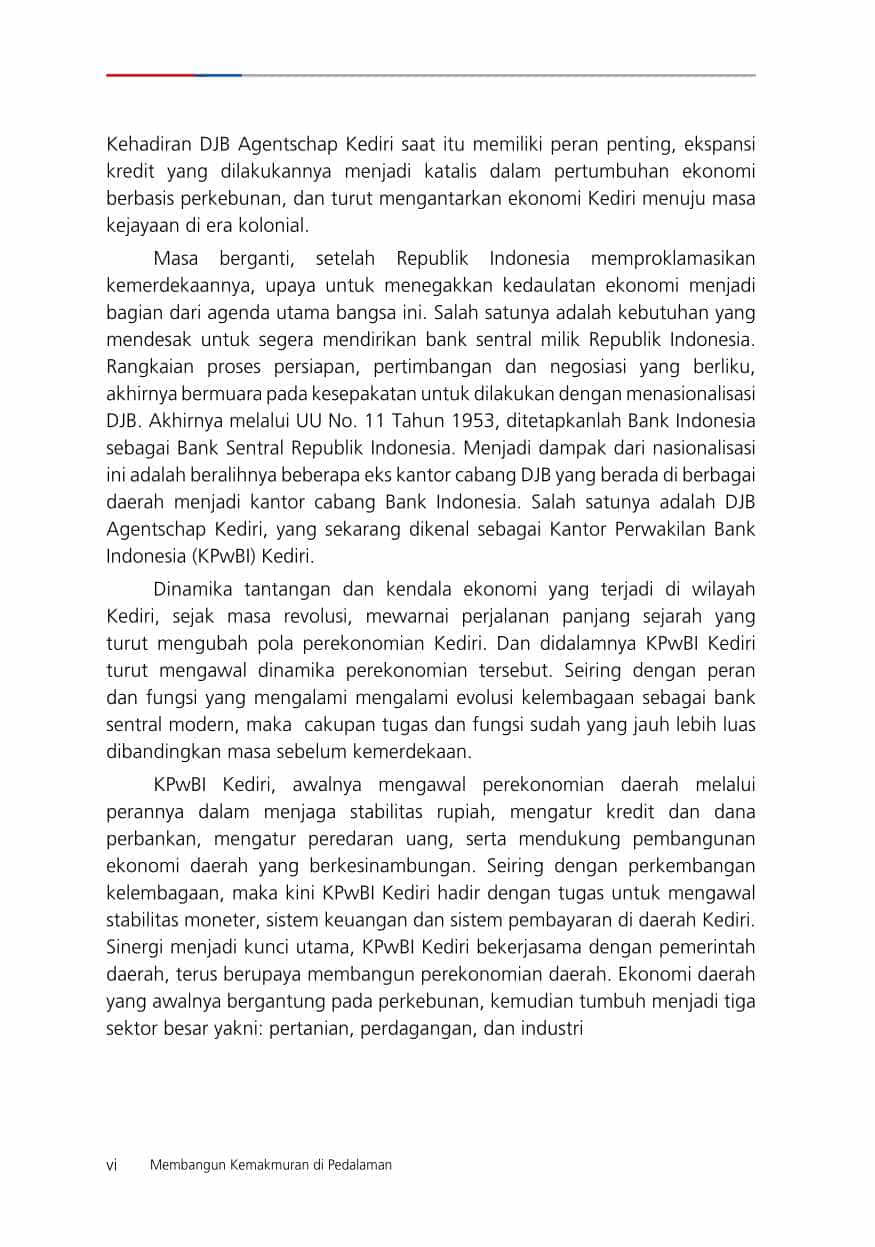 Kehadiran DJB Agentschap Kediri saat itu memiliki peran penting, ekspansi
kredit yang dilakukannya menjadi katalis dalam pertumbuhan ekonomi
berbasis perkebunan, dan turut mengantarkan ekonomi Kediri menuju masa
kejayaan di era kolonial.
Masa berganti, setelah Republik Indonesia memproklamasikan
kemerdekaannya, upaya untuk menegakkan kedaulatan ekonomi menjadi
bagian dari agenda utama bangsa ini. Salah satunya adalah kebutuhan yang
mendesak untuk segera mendirikan bank sentral milik Republik Indonesia.
Rangkaian proses persiapan, pertimbangan dan negosiasi yang berliku,
akhirnya bermuara pada kesepakatan untuk dilakukan dengan menasionalisasi
DJB. Akhirnya melalui UU No. 11 Tahun 1953, ditetapkanlah Bank Indonesia
sebagai Bank Sentral Republik Indonesia. Menjadi dampak dari nasionalisasi
ini adalah beralihnya beberapa eks kantor cabang DJB yang berada di berbagai
daerah menjadi kantor cabang Bank Indonesia. Salah satunya adalah DJB
Agentschap Kediri, yang sekarang dikenal sebagai Kantor Perwakilan Bank
Indonesia (KPwBI) Kediri.
Dinamika tantangan dan kendala ekonomi yang terjadi di wilayah
Kediri, sejak masa revolusi, mewarnai perjalanan panjang sejarah yang
turut mengubah pola perekonomian Kediri. Dan didalamnya KPwBI Kediri
turut mengawal dinamika perekonomian tersebut. Seiring dengan peran
dan fungsi yang mengalami mengalami evolusi kelembagaan sebagai bank
sentral modern, maka  cakupan tugas dan fungsi sudah yang jauh lebih luas
dibandingkan masa sebelum kemerdekaan.
KPwBI Kediri, awalnya mengawal perekonomian daerah melalui
perannya dalam menjaga stabilitas rupiah, mengatur kredit dan dana
perbankan, mengatur peredaran uang, serta mendukung pembangunan
ekonomi daerah yang berkesinambungan. Seiring dengan perkembangan
kelembagaan, maka kini KPwBI Kediri hadir dengan tugas untuk mengawal
stabilitas moneter, sistem keuangan dan sistem pembayaran di daerah Kediri.
Sinergi menjadi kunci utama, KPwBI Kediri bekerjasama dengan pemerintah
daerah, terus berupaya membangun perekonomian daerah. Ekonomi daerah
yang awalnya bergantung pada perkebunan, kemudian tumbuh menjadi tiga
sektor besar yakni: pertanian, perdagangan, dan industri
vi Membangun Kemakmuran di Pedalaman